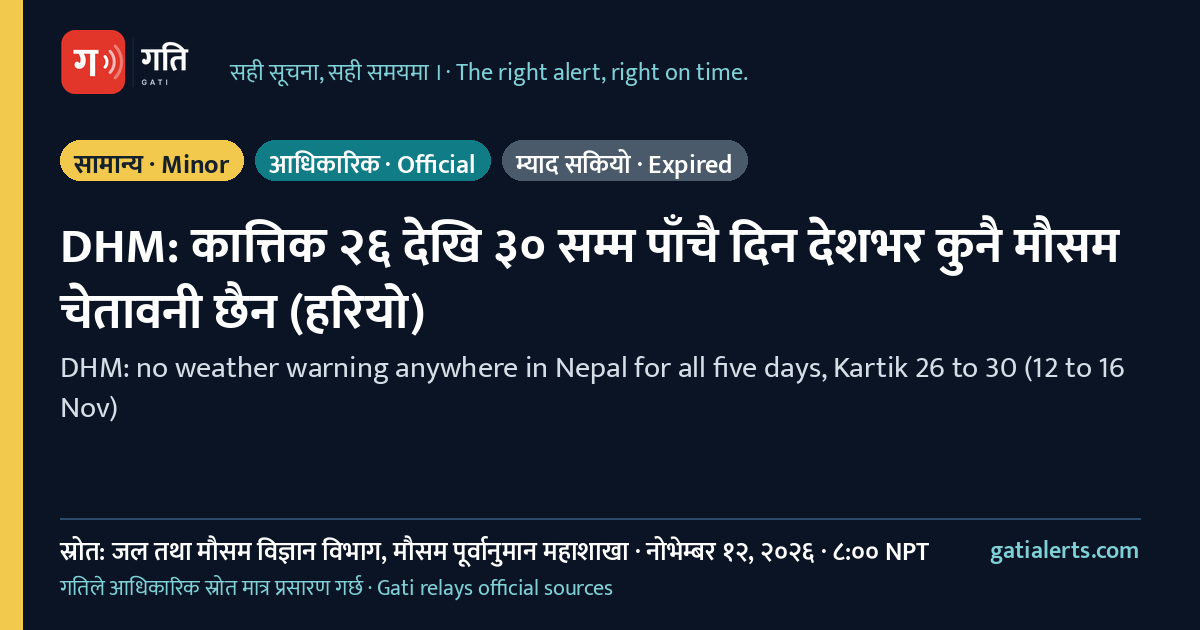 ग
गति
GATI
सही सूचना, सही समयमा । · The right alert, right on time.
सामान्य · Minor
आधिकारिक · Official
म्याद सकियो · Expired
DHM: कात्तिक २६ देखि ३० सम्म पाँचै दिन देशभर कुनै मौसम
चेतावनी छैन (हरियो)
DHM: no weather warning anywhere in Nepal for all five days, Kartik 26 to 30 (12 to 16
Nov)
स्रोत: जल तथा मौसम विज्ञान विभाग, मौसम पूर्वानुमान महाशाखा · नोभेम्बर १२, २०२६ · ८:०० NPT
gatialerts.com
गतिले आधिकारिक स्रोत मात्र प्रसारण गर्छ · Gati relays official sources